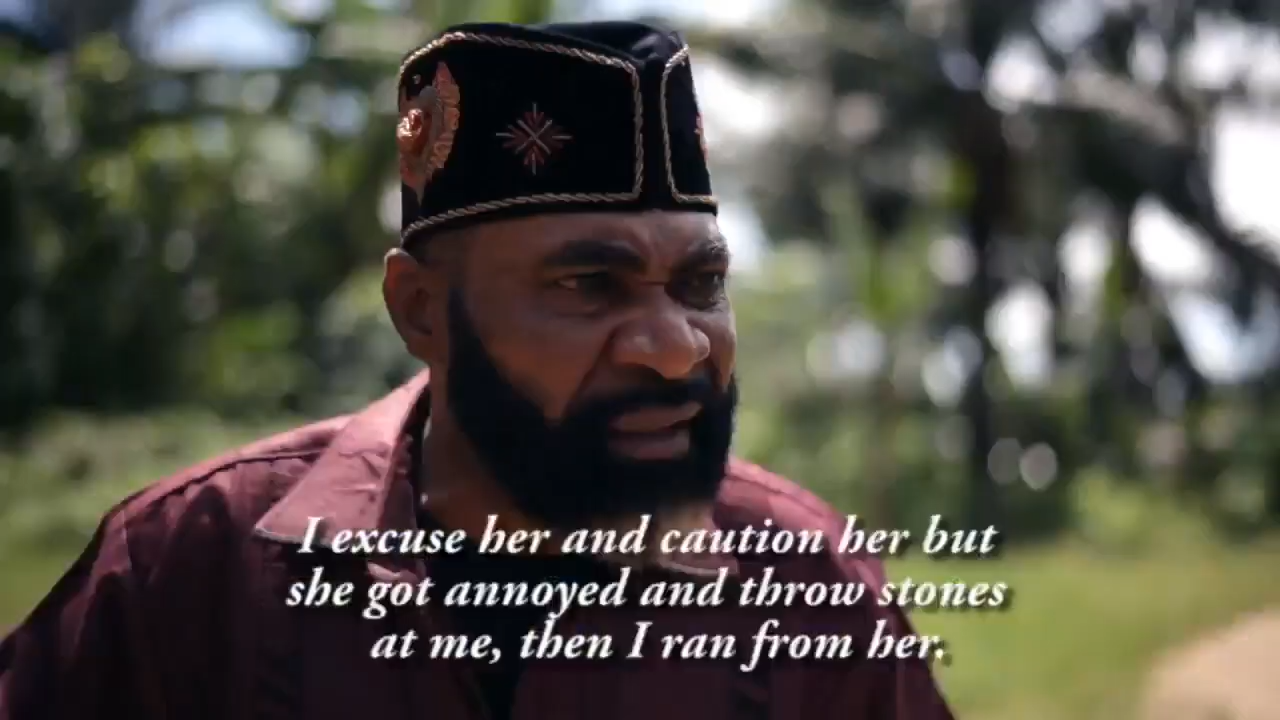 I excuse her and caution her but
she got annoyed and throw stones
at me, then I ran from her.